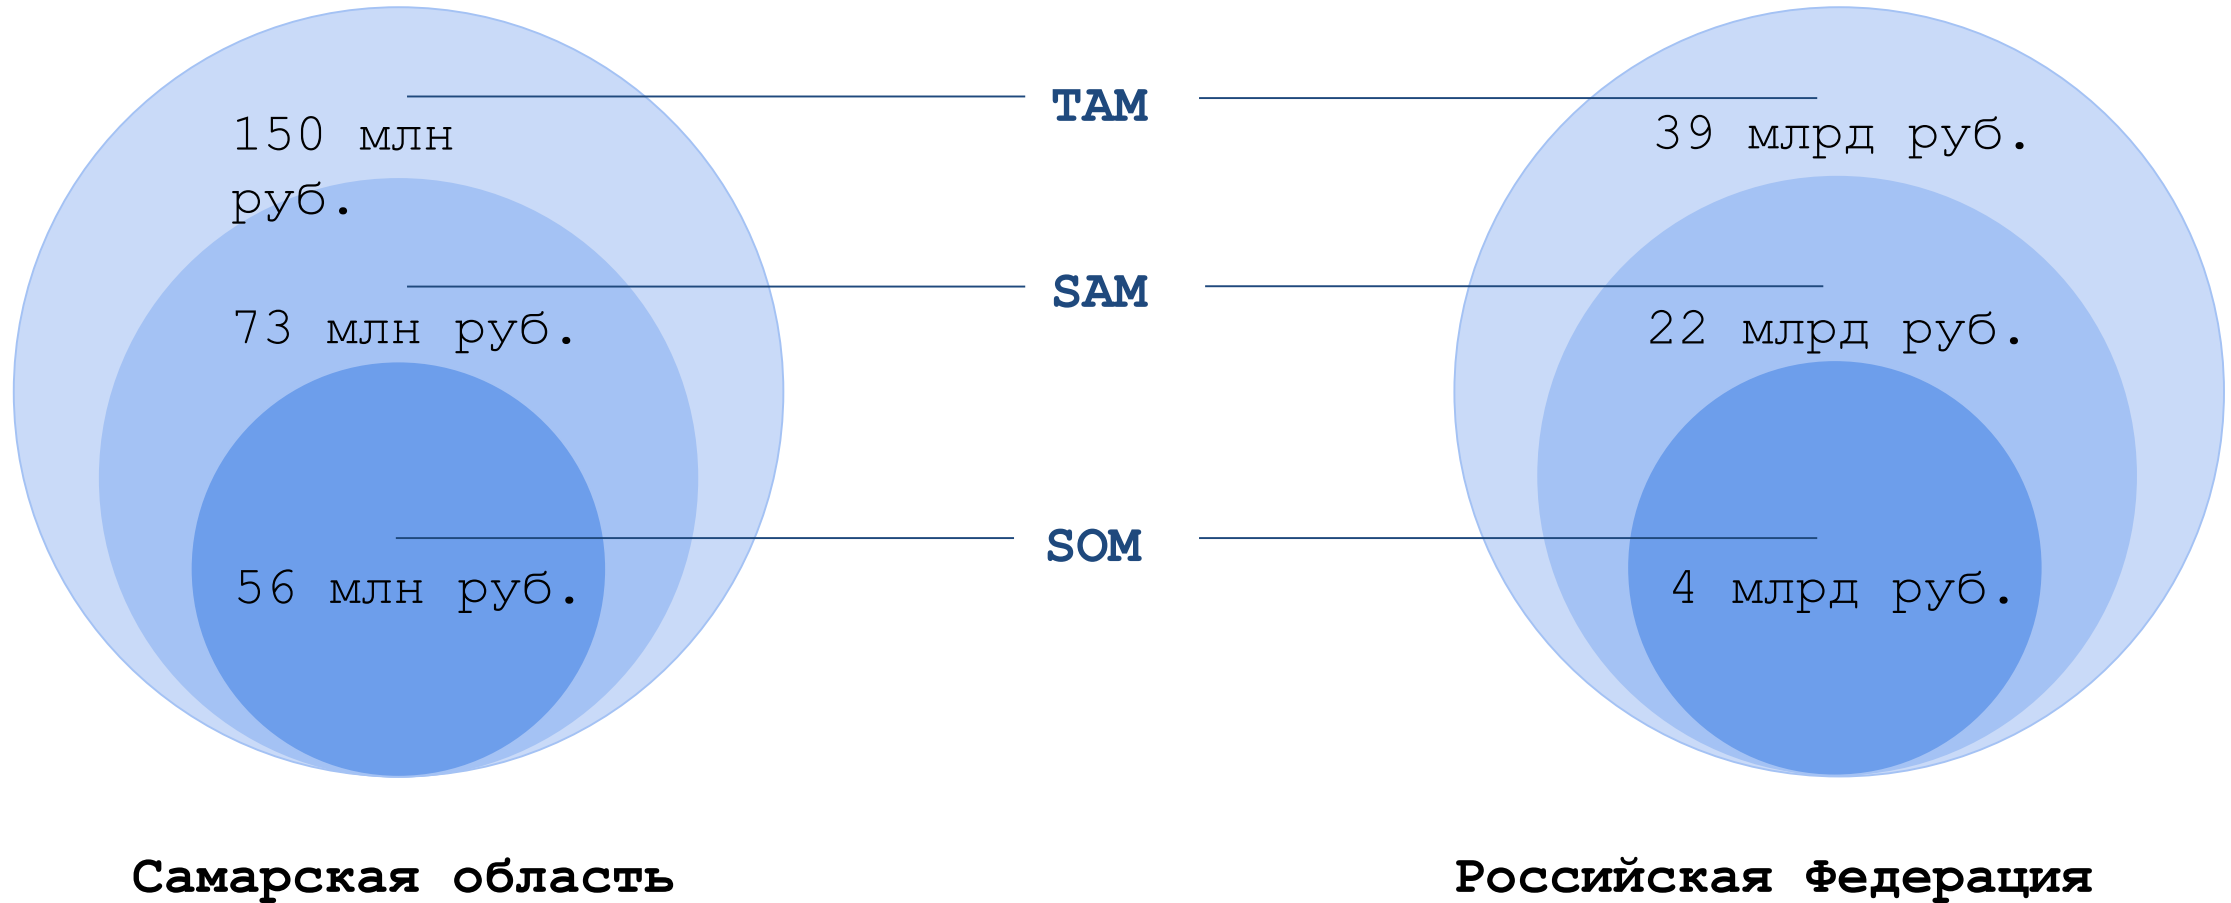 150 млн
руб.
73 млн руб.
56 млн руб.
Самарская область
TAM
SAM
SOM
39 млрд руб.
22 млрд руб.
4 млрд руб.
Российская Федерация